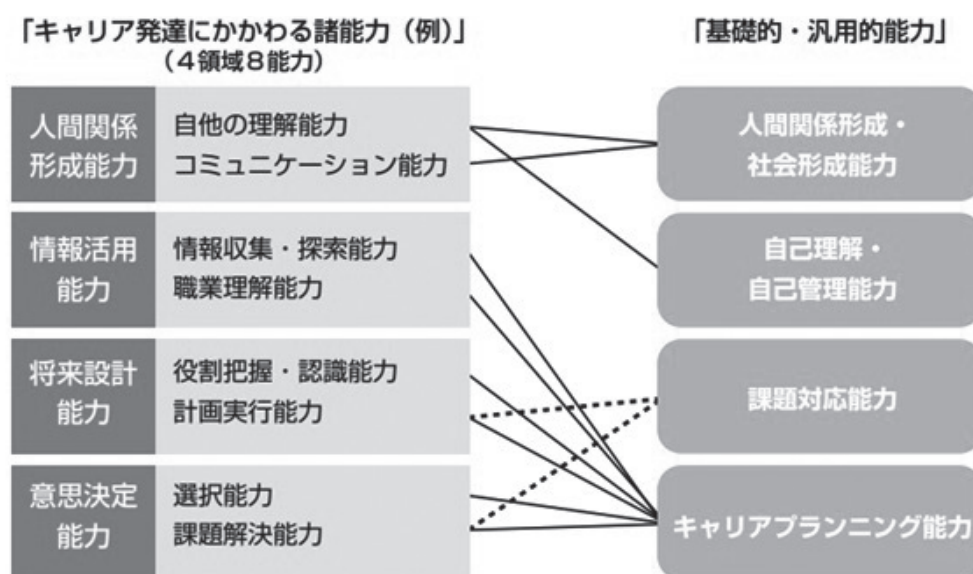 「キャリア発達にかかわる諸能力（例）」
（４領域８能力）
「基礎的・汎用的能力」
人間関係
形成能力
自他の理解能力
コミュニケーション能力
人間関係形成・
社会形成能力
情報活用
能力
情報収集・探索能力
職業理解能力
自己理解・
自己管理能力
将来設計
能力
役割把握・認識能力
計画実行能力
課題対応能力
意思決定
能力
選択能力
課題解決能力
キャリアプランニング能力